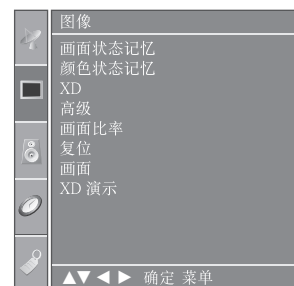 图像
画面状态记忆
颜色状态记忆
XD
高级
画面比率
复位
画面
XD 演示
▲▼◀▶ 确定 菜单